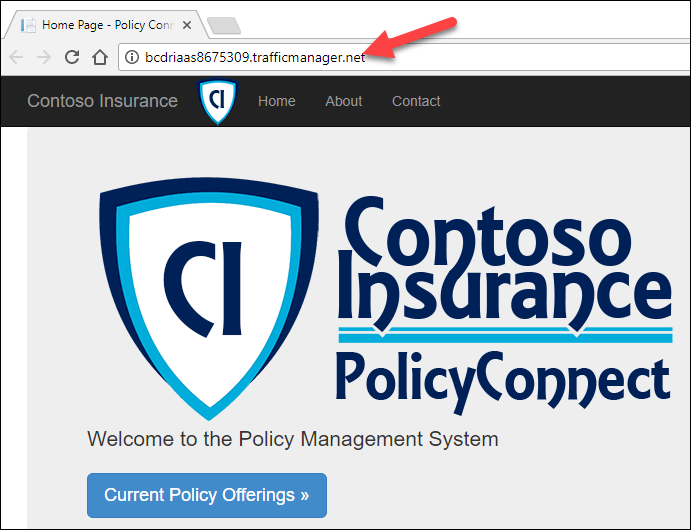 Home Page - Policy Conn
bcdriaas8675309.trafficmanager.net
Contoso Insurance CI Home About Contact
CI
Contoso
Insurance
PolicyConnect
Welcome to the Policy Management System
Current Policy Offerings »